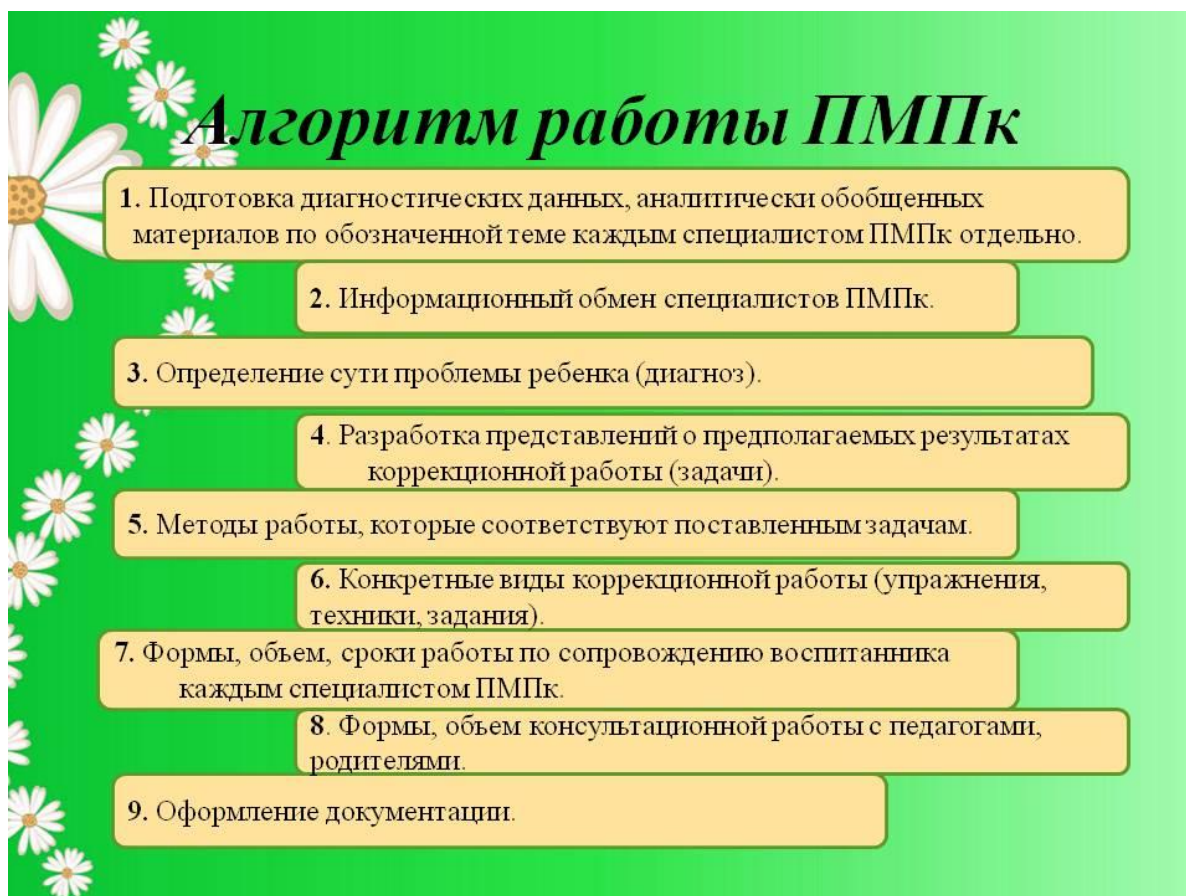 Алгоритм работы ПМПк
1. Подготовка диагностических данных, аналитически обобщенных
материалов по обозначенной теме каждым специалистом ПМПк отдельно.
2. Информационный обмен специалистов ПМПк.
3. Определение сути проблемы ребенка (диагноз).
4. Разработка представлений о предполагаемых результатах
коррекционной работы (задачи).
5. Методы работы, которые соответствуют поставленным задачам.
6. Конкретные виды коррекционной работы (упражнения,
техники, задания).
7. Формы, объем, сроки работы по сопровождению воспитанника
каждым специалистом ПМПк.
8. Формы, объем консультационной работы с педагогами,
родителями.
9. Оформление документации.